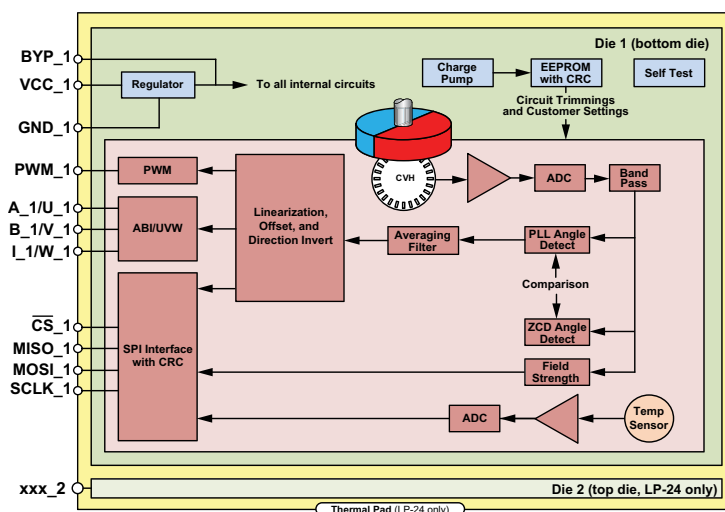 Die 1 (bottom die)
BYP_1
VCC_1
GND_1
Regulator
To all internal circuits
Charge
Pump
EEPROM
with CRC
Self Test
Circuit Trimmings
and Customer Settings
PWM_1
PWM
A_1/U_1
B_1/V_1
I_1/W_1
ABI/UVW
Linearization,
Offset, and
Direction Invert
CVH
ADC
Band
Pass
Averaging
Filter
PLL Angle
Detect
Comparison
ZCD Angle
Detect
CS_1
MISO_1
MOSI_1
SCLK_1
SPI Interface
with CRC
Field
Strength
ADC
Temp
Sensor
xxx_2
Die 2 (top die, LP-24 only)
Thermal Pad (LP-24 only)